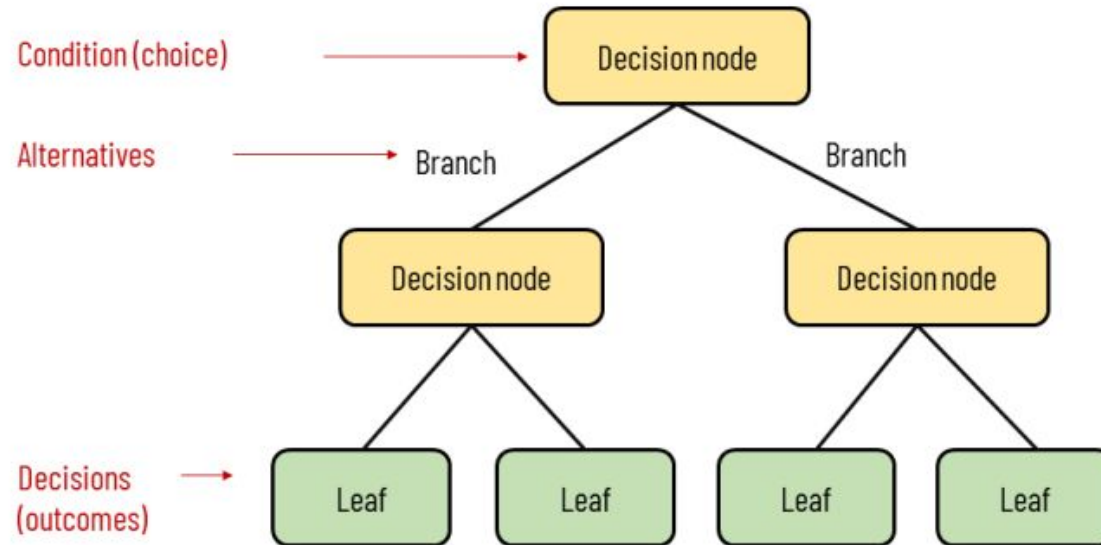 Condition (choice)
Decision node
Alternatives
Branch
Branch
Decision node
Decision node
Decisions
(outcomes)
Leaf
Leaf
Leaf
Leaf